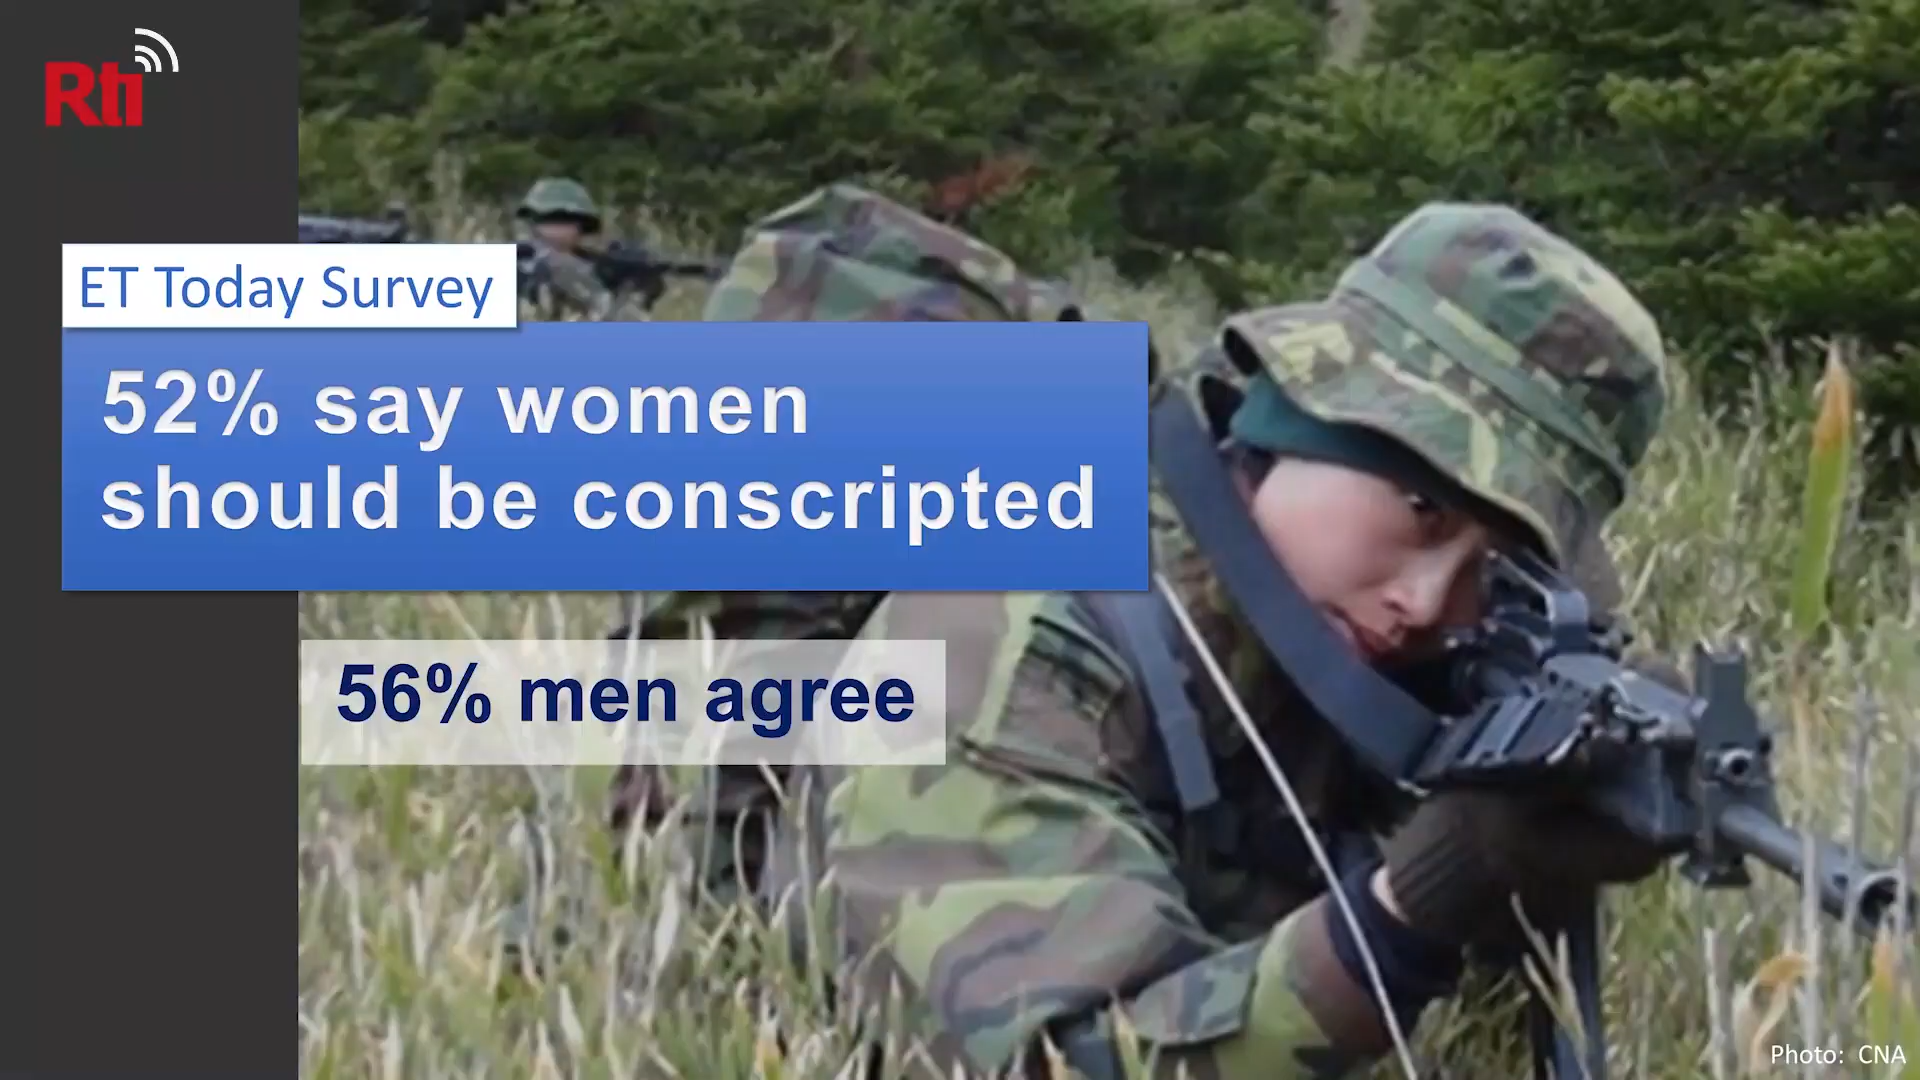 Rti
ET Today Survey
52% say women
should be conscripted
56% men agree
Photo: CNA